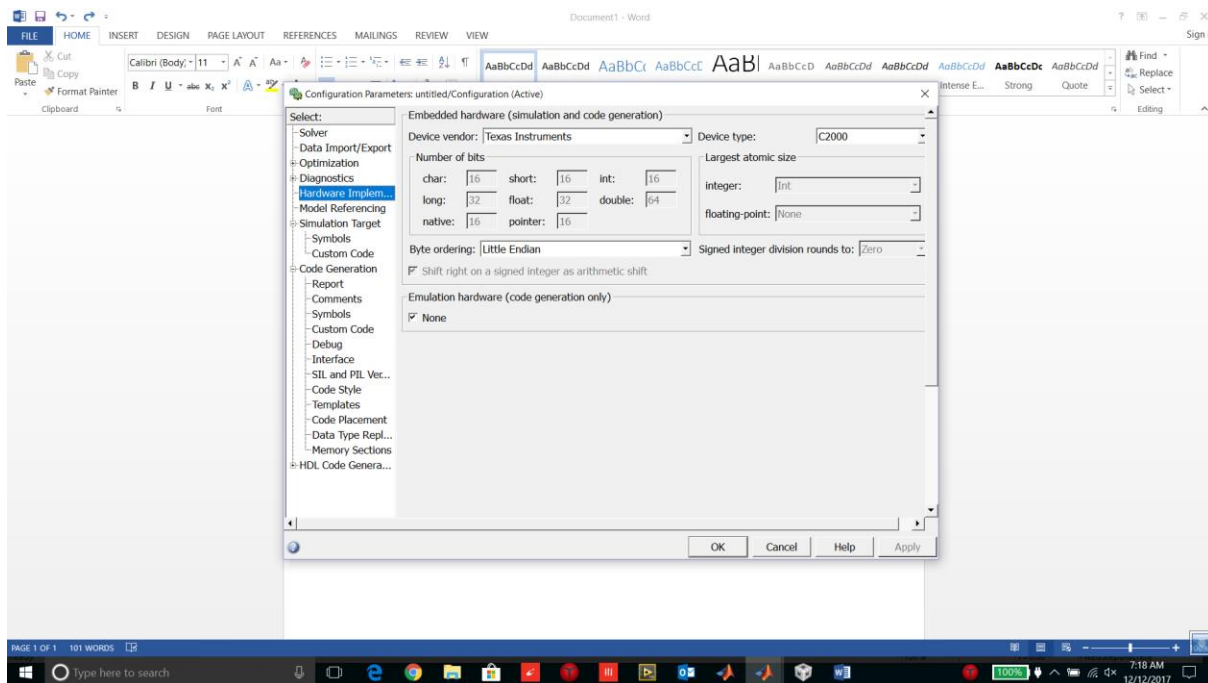 Document1 - Word
FILE HOME INSERT DESIGN PAGE LAYOUT REFERENCES MAILINGS REVIEW VIEW Sign
Paste
Cut
Copy
Format Painter
Clipboard
Calibri (Body) 11
Font
AaBbCcDd AaBbCcDd AaBbCc AaBbCcE AaBl AaBbCcD AaBbCcDd AaBbCcDd AaBbCcDd AaBbCcDc AaBbCcDd
Intense E... Strong Quote
Find
Replace
Select
Editing
Configuration Parameters: untitled/Configuration (Active)
Select:
Solver
Data Import/Export
Optimization
Diagnostics
Hardware Implem...
Model Referencing
Simulation Target
Symbols
Custom Code
Code Generation
Report
Comments
Symbols
Custom Code
Debug
Interface
SIL and PIL Ver...
Code Style
Templates
Code Placement
Data Type Repl...
Memory Sections
HDL Code Genera...
Embedded hardware (simulation and code generation)
Device vendor: Texas Instruments Device type: C2000
Number of bits
char: 16 short: 16 int: 16
long: 32 float: 32 double: 64
native: 16 pointer: 16
Largest atomic size
integer: Int
floating-point: None
Byte ordering: Little Endian Signed integer division rounds to: Zero
Shift right on a signed integer as arithmetic shift
Emulation hardware (code generation only)
None
OK Cancel Help Apply
PAGE 1 OF 1 101 WORDS
Type here to search
100%
7:18 AM
12/12/2017